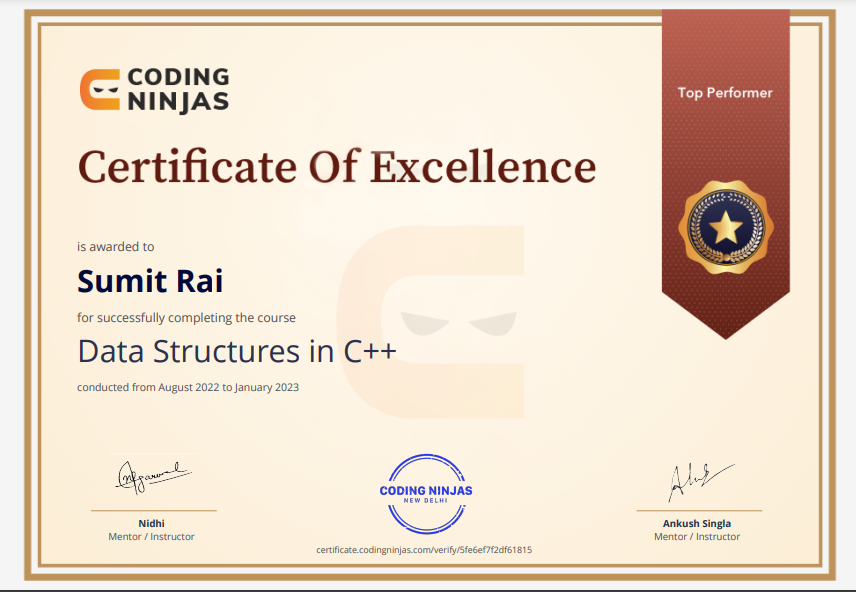 CODING
NINJAS
Top Performer
Certificate Of Excellence
is awarded to
Sumit Rai
for successfully completing the course
Data Structures in C++
conducted from August 2022 to January 2023
CODING NINJAS
NEW DELHI
Nidhi
Mentor / Instructor
Ankush Singla
Mentor / Instructor
certificate.codingninjas.com/verify/5fe6ef7f2df61815